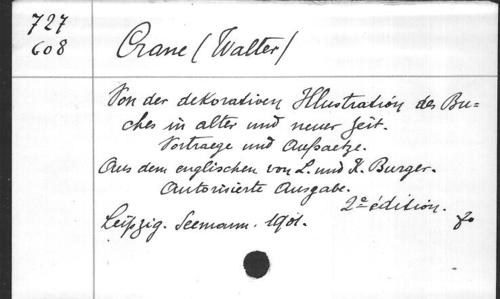 727
608
Crane (Walter)
Von der dekorativen Illustration des Bu=
ches in alter und neuer Zeit.
Vortraege und Aufsaetze.
Aus dem englischen von L. und K. Burger.
Autorisierte Ausgabe.
2e édition.
Leipzig. Seemann. 1901.